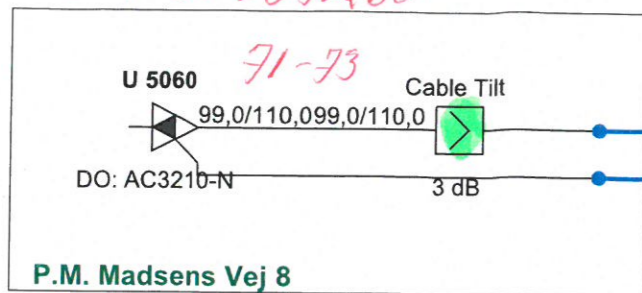 71-73
U 5060
Cable Tilt
99,0/110,099,0/110,0
DO: AC3210-N
3 dB
P.M. Madsens Vej 8